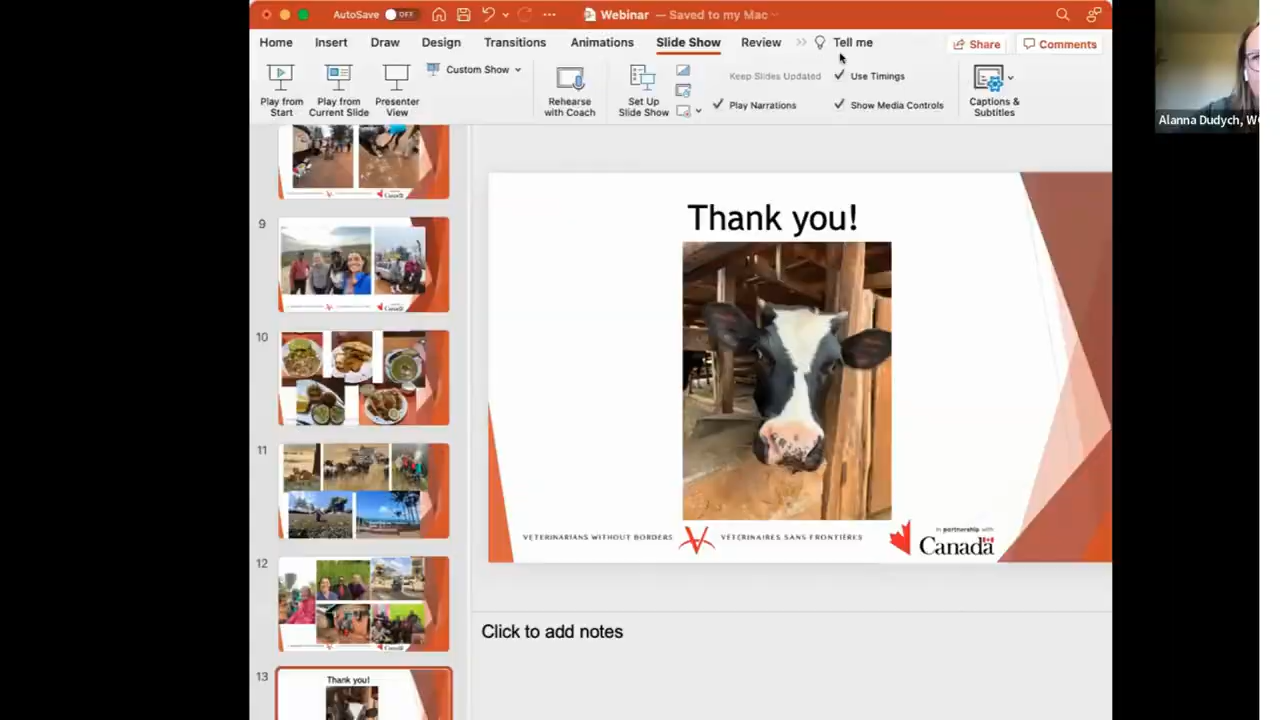 AutoSave OFF
Webinar — Saved to my Mac
Home Insert Draw Design Transitions Animations Slide Show Review Tell me
Share Comments
Play from Start
Play from Current Slide
Presenter View
Custom Show
Rehearse with Coach
Set Up Slide Show
Keep Slides Updated
Use Timings
Play Narrations
Show Media Controls
Captions & Subtitles
Alanna Dudych, W
9
10
11
12
13
Thank you!
Thank you!
VETERINARIANS WITHOUT BORDERS
VÉTÉRINAIRES SANS FRONTIÈRES
in partnership with
Canada
Click to add notes